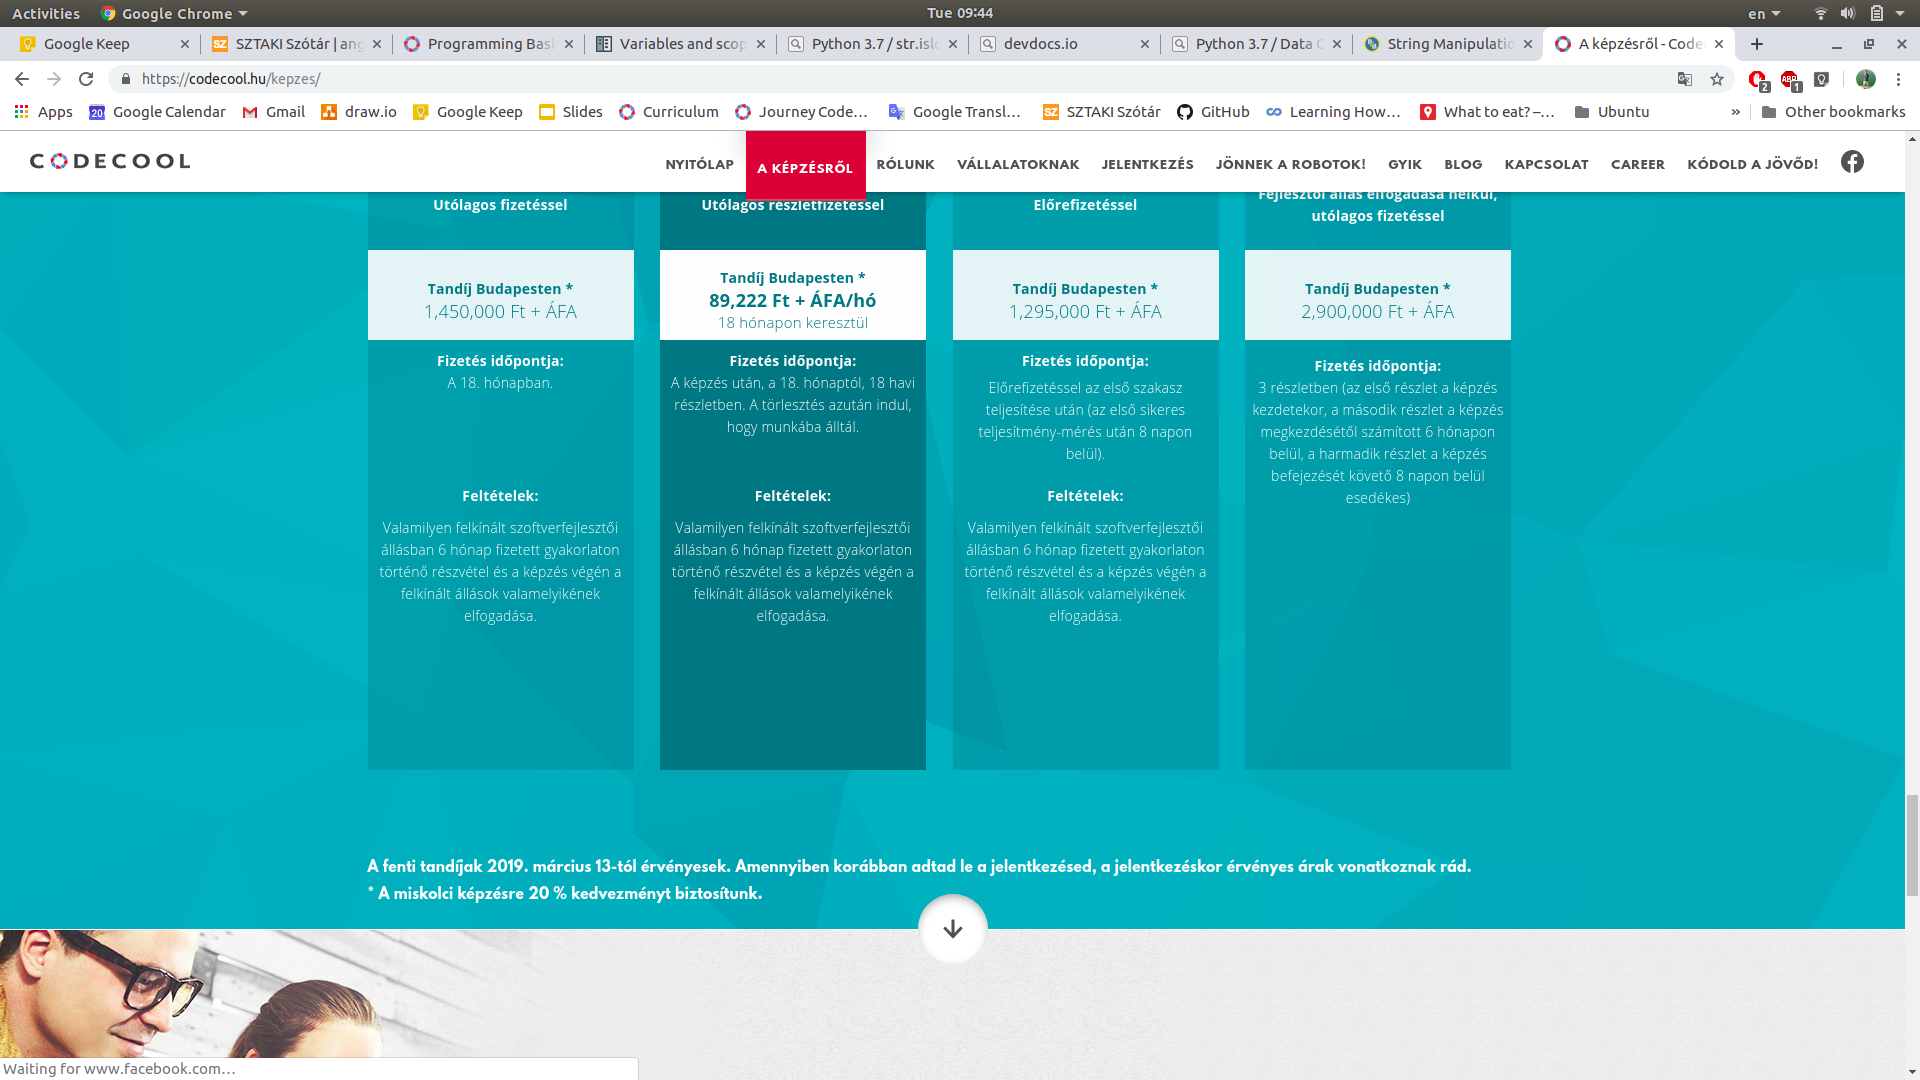 Activities
Google Chrome
Tue 09:44
en
Google Keep
SZTAKI Szótár | ang
Programming Basi
Variables and scop
Python 3.7 / str.islo
devdocs.io
Python 3.7 / Data C
String Manipulatio
A képzésről - Code
https://codecool.hu/kepzes/
2
1
Apps
20
Google Calendar
Gmail
draw.io
Google Keep
Slides
Curriculum
Journey Code…
Google Transl…
SZ
SZTAKI Szótár
GitHub
Learning How…
What to eat? –…
Ubuntu
»
Other bookmarks
CODECOOL
NYITÓLAP
A KÉPZÉSRŐL
RÓLUNK
VÁLLALATOKNAK
JELENTKEZÉS
JÖNNEK A ROBOTOK!
GYIK
BLOG
KAPCSOLAT
CAREER
KÓDOLD A JÖVŐD!
Utólagos fizetéssel
Tandíj Budapesten *
1,450,000 Ft + ÁFA
Fizetés időpontja:
A 18. hónapban.
Feltételek:
Valamilyen felkínált szoftverfejlesztői
állásban 6 hónap fizetett gyakorlaton
történő részvétel és a képzés végén a
felkínált állások valamelyikének
elfogadása.
Utólagos részletfizetéssel
Tandíj Budapesten *
89,222 Ft + ÁFA/hó
18 hónapon keresztül
Fizetés időpontja:
A képzés után, a 18. hónaptól, 18 havi
részletben. A törlesztés azután indul,
hogy munkába álltál.
Feltételek:
Valamilyen felkínált szoftverfejlesztői
állásban 6 hónap fizetett gyakorlaton
történő részvétel és a képzés végén a
felkínált állások valamelyikének
elfogadása.
Előrefizetéssel
Tandíj Budapesten *
1,295,000 Ft + ÁFA
Fizetés időpontja:
Előrefizetéssel az első szakasz
teljesítése után (az első sikeres
teljesítmény-mérés után 8 napon
belül).
Feltételek:
Valamilyen felkínált szoftverfejlesztői
állásban 6 hónap fizetett gyakorlaton
történő részvétel és a képzés végén a
felkínált állások valamelyikének
elfogadása.
Fejlesztői állás elfogadása nélkül,
utólagos fizetéssel
Tandíj Budapesten *
2,900,000 Ft + ÁFA
Fizetés időpontja:
3 részletben (az első részlet a képzés
kezdetekor, a második részlet a képzés
megkezdésétől számított 6 hónapon
belül, a harmadik részlet a képzés
befejezését követő 8 napon belül
esedékes)
A fenti tandíjak 2019. március 13-tól érvényesek. Amennyiben korábban adtad le a jelentkezésed, a jelentkezéskor érvényes árak vonatkoznak rád.
* A miskolci képzésre 20 % kedvezményt biztosítunk.
Waiting for www.facebook.com…